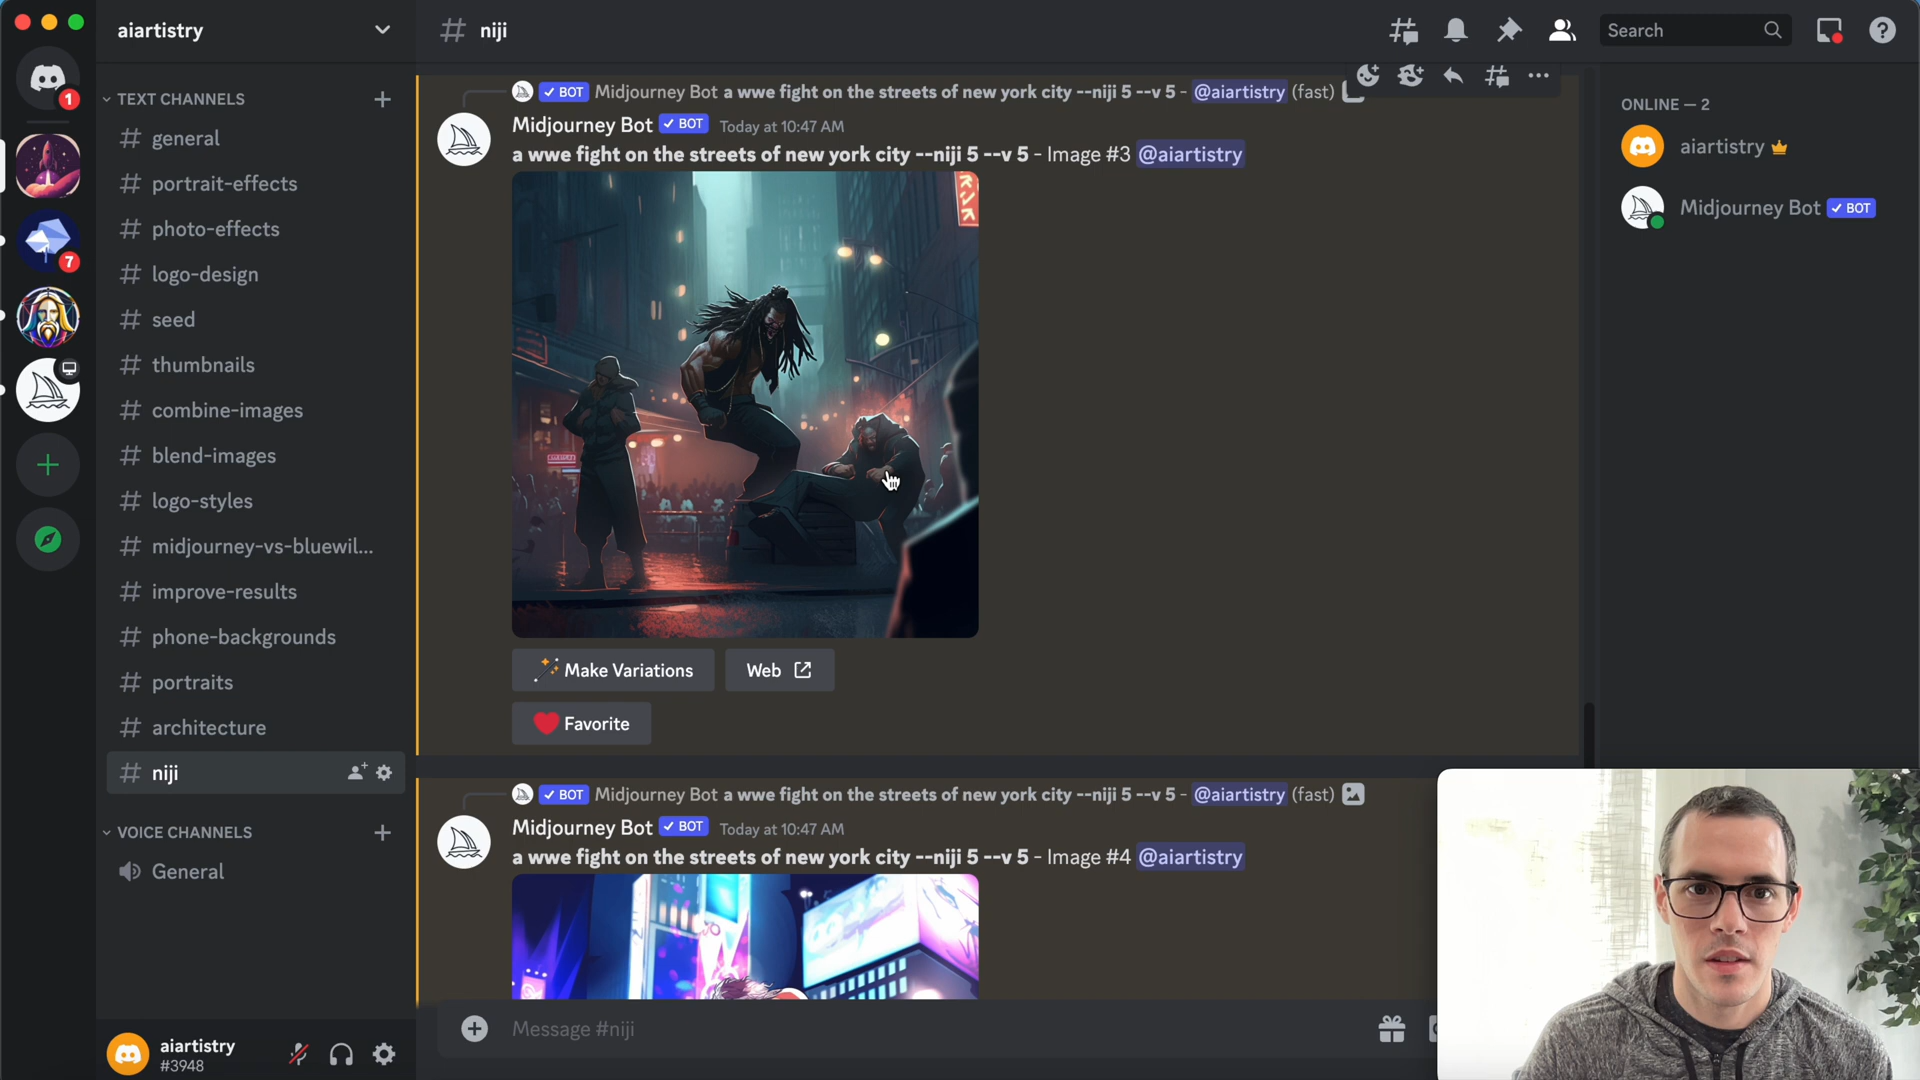 aiartistry
TEXT CHANNELS
general
portrait-effects
photo-effects
logo-design
seed
thumbnails
combine-images
blend-images
logo-styles
midjourney-vs-bluewil...
improve-results
phone-backgrounds
portraits
architecture
niji
VOICE CHANNELS
General
aiartistry
#3948
1
7
# niji
Search
BOT Midjourney Bot a wwe fight on the streets of new york city --niji 5 --v 5 - @aiartistry (fast)
Midjourney Bot BOT Today at 10:47 AM
a wwe fight on the streets of new york city --niji 5 --v 5 - Image #3 @aiartistry
Make Variations
Web
Favorite
BOT Midjourney Bot a wwe fight on the streets of new york city --niji 5 --v 5 - @aiartistry (fast)
Midjourney Bot BOT Today at 10:47 AM
a wwe fight on the streets of new york city --niji 5 --v 5 - Image #4 @aiartistry
Message #niji
ONLINE — 2
aiartistry
Midjourney Bot BOT